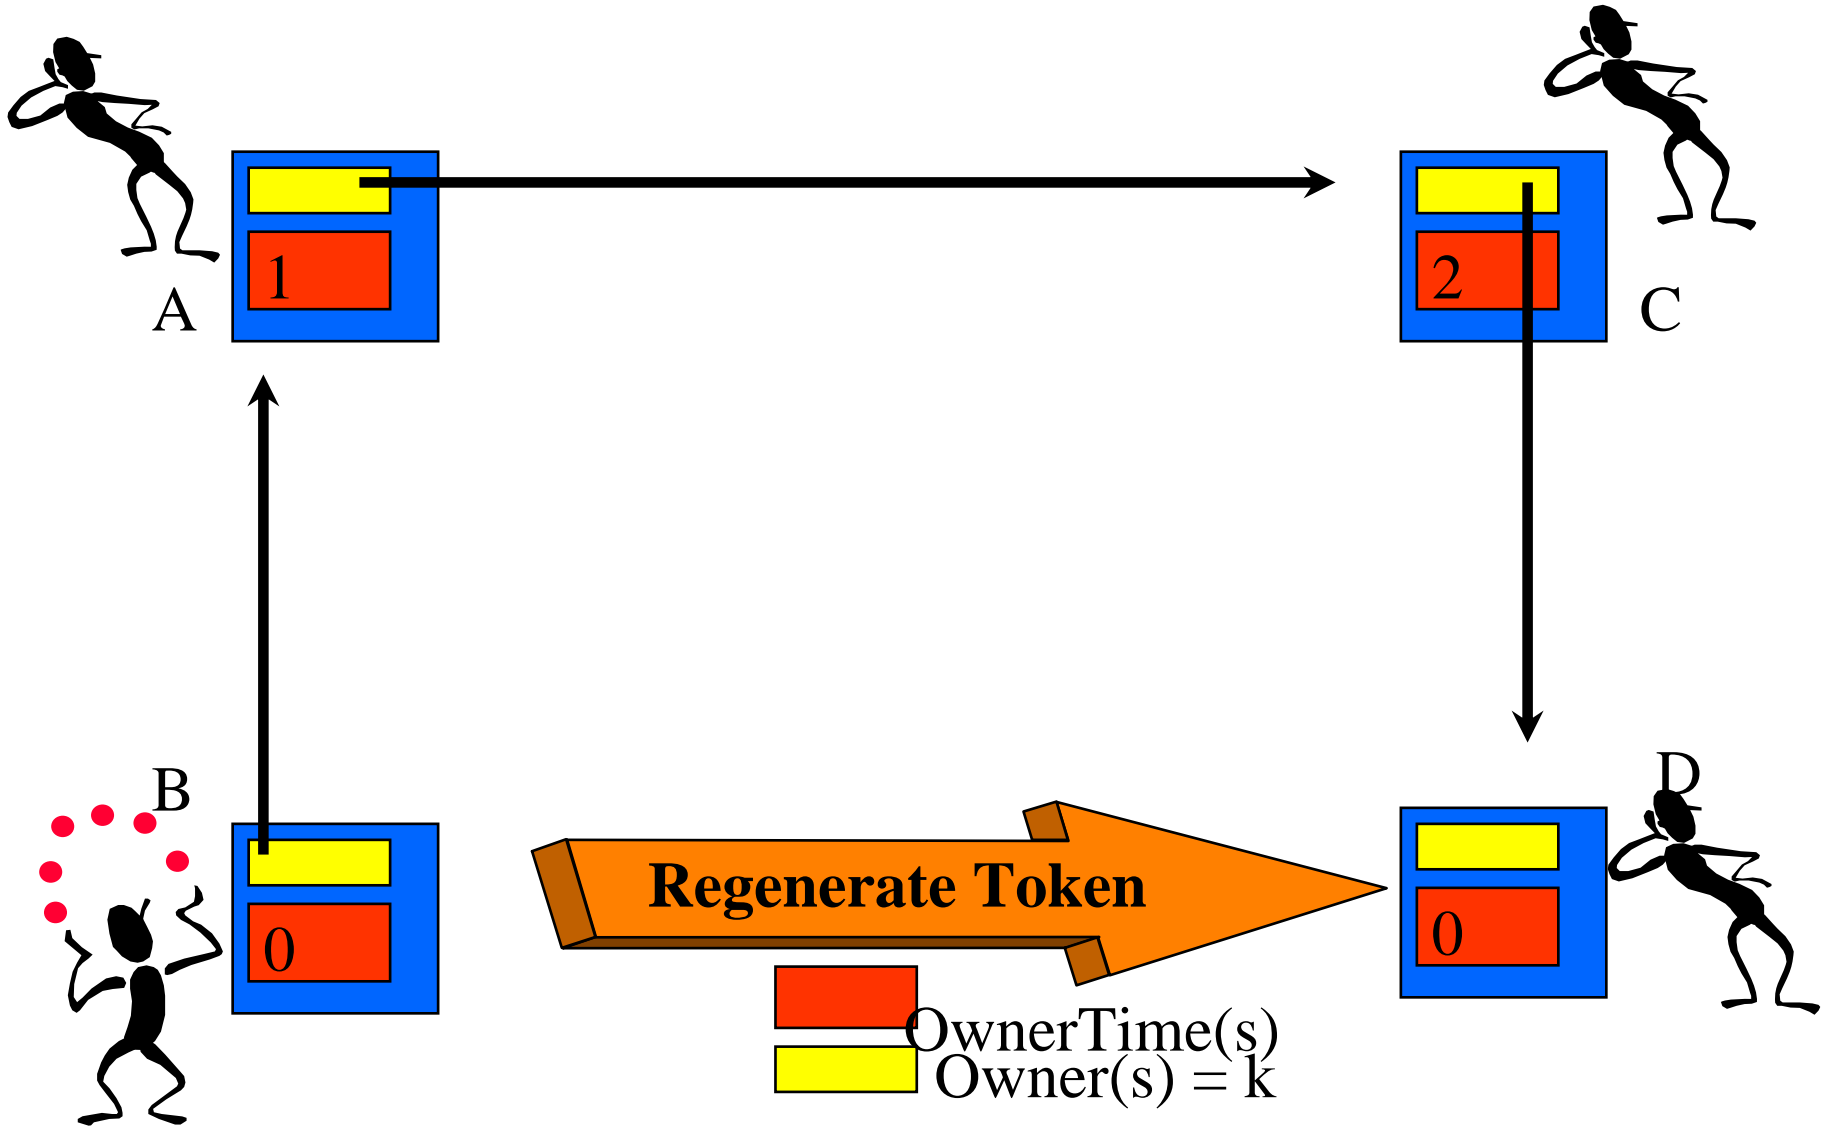 1
A
2
C
B
D
Regenerate Token
0
0
OwnerTime(s)
Owner(s) = k